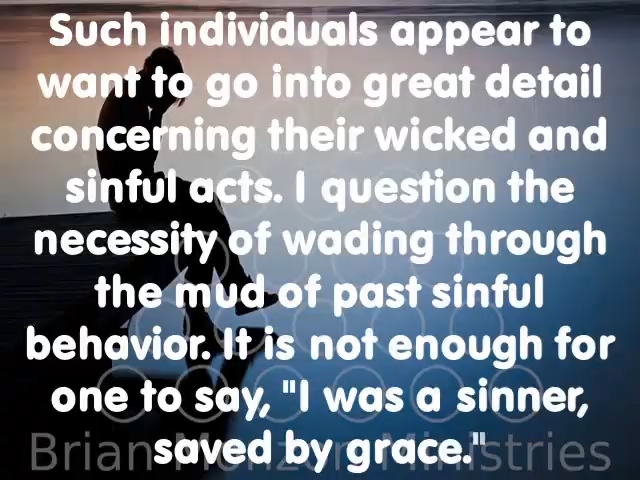 Such individuals appear to
want to go into great detail
concerning their wicked and
sinful acts. I question the
necessity of wading through
the mud of past sinful
behavior. It is not enough for
one to say, "I was a sinner,
saved by grace."
Brian Ministries